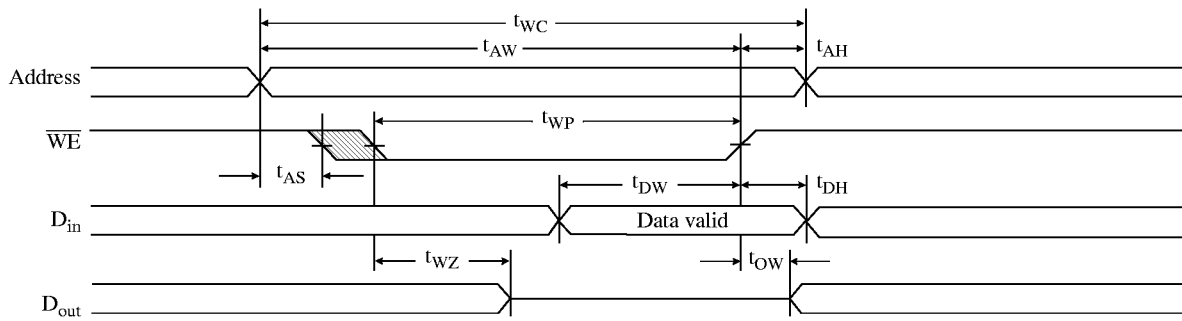 tWC
tAW
tAH
Address
tWP
WE
tAS
tDW
tDH
Din
Data valid
tWZ
tOW
Dout